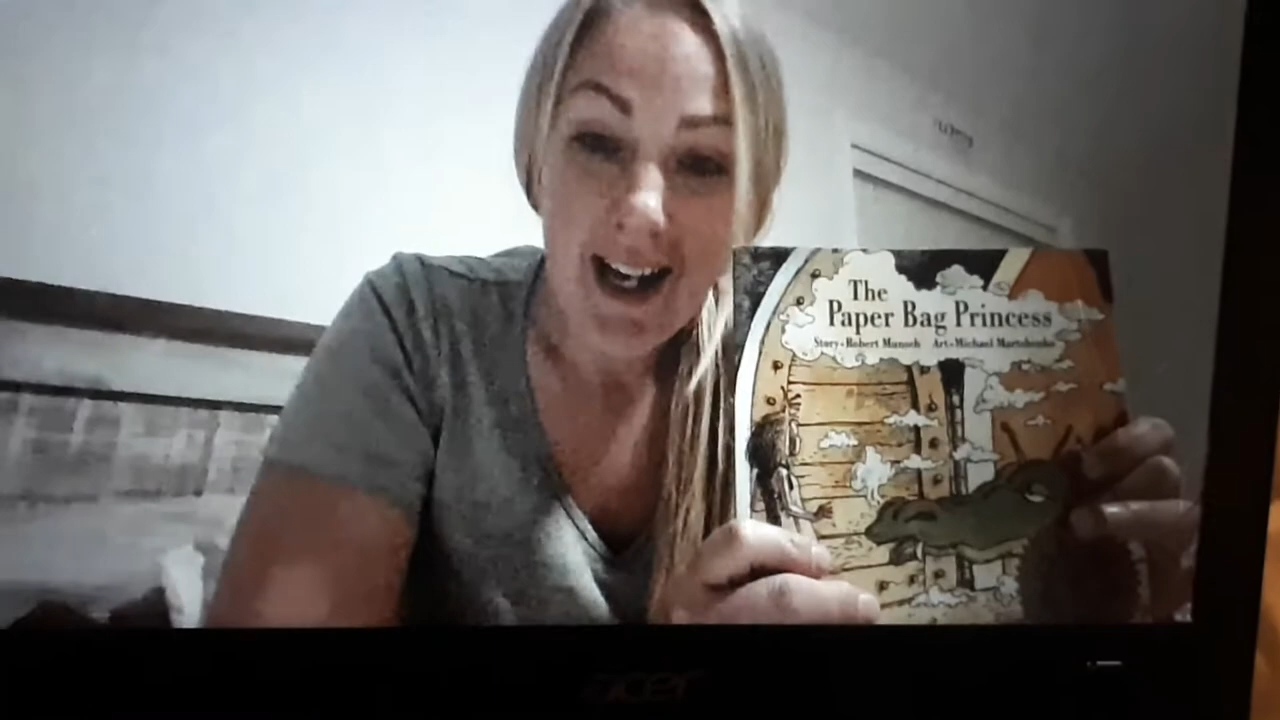 The
Paper Bag Princess
Story • Robert Munsch Art • Michael Martchenko
acer